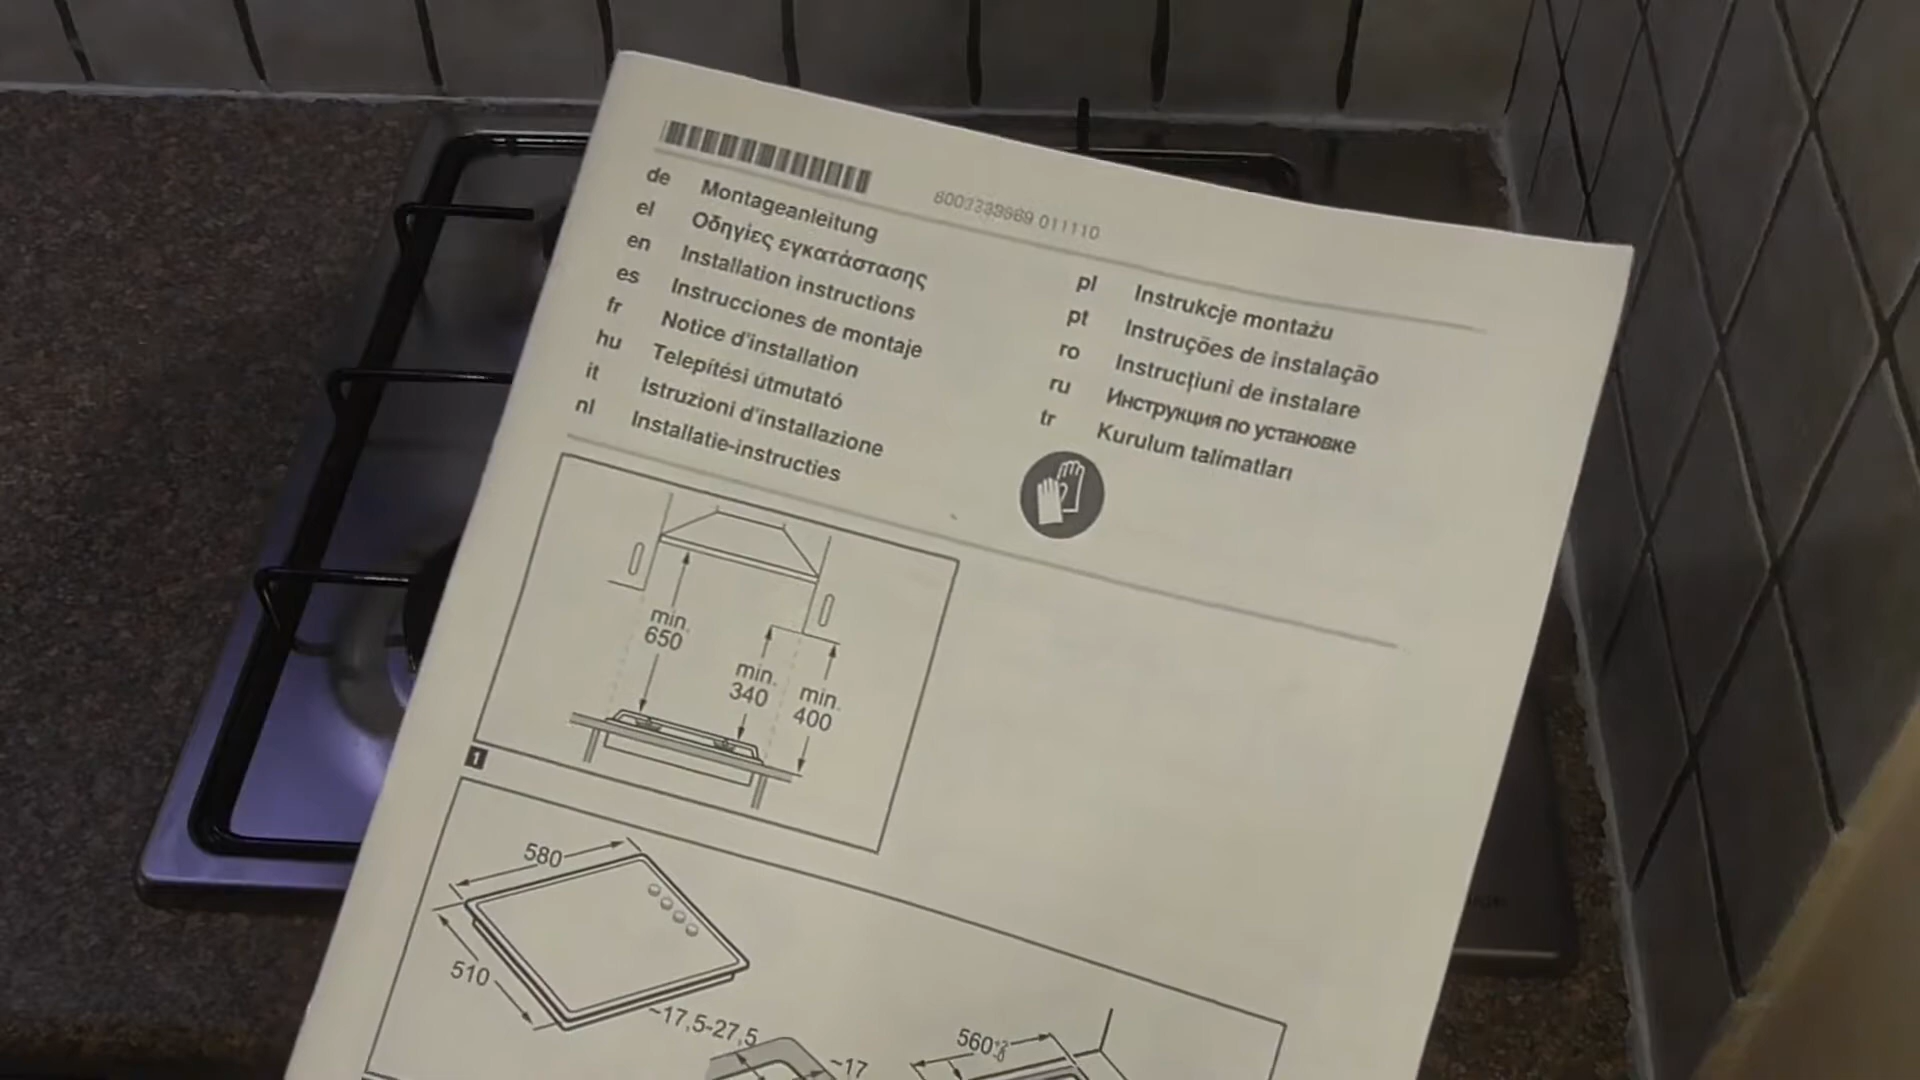 011110
de Montageanleitung
el Οδηγίες εγκατάστασης
en Installation instructions
es Instrucciones de montaje
fr Notice d'installation
hu Telepítési útmutató
it Istruzioni d'installazione
nl Installatie-instructies
pl Instrukcje montażu
pt Instruções de instalação
ro Instrucţiuni de instalare
ru Инструкция по установке
tr Kurulum talimatları
min.
650
min.
340
min.
400
1
580
510
~17,5-27,5
~17
560